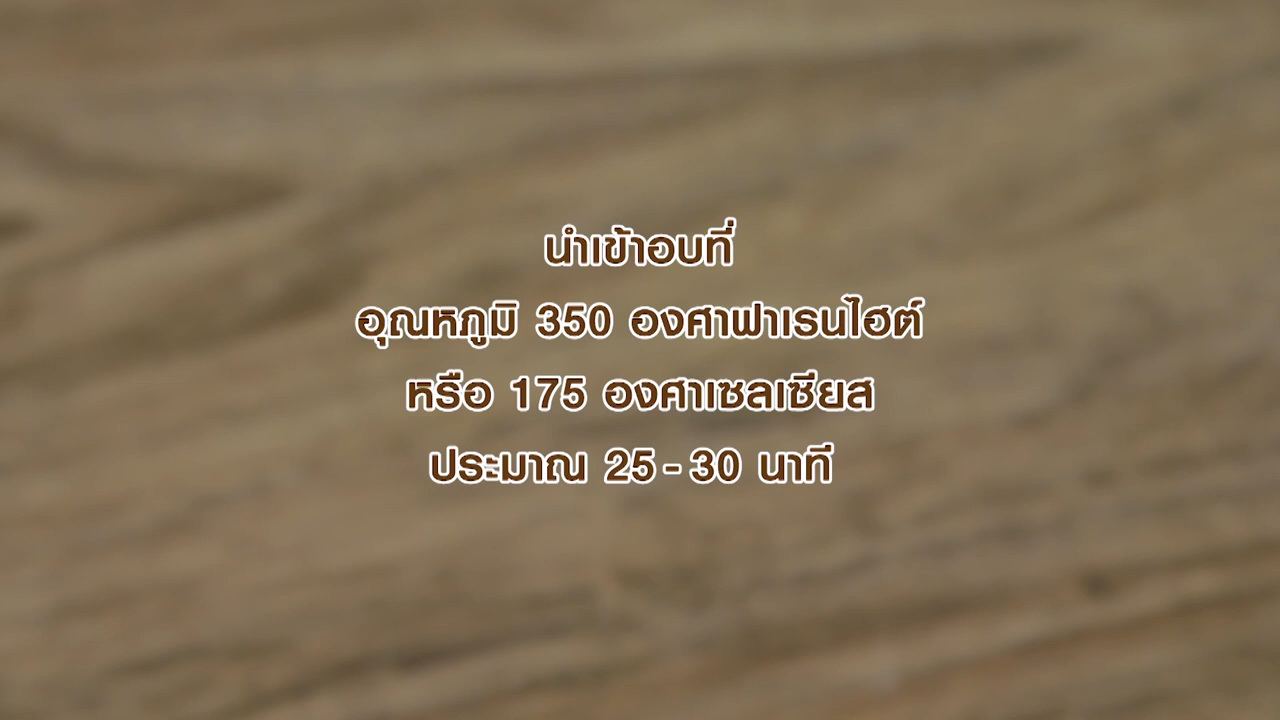 นำเข้าอบที่
อุณหภูมิ 350 องศาฟาเรนไฮต์
หรือ 175 องศาเซลเซียส
ประมาณ 25 - 30 นาที